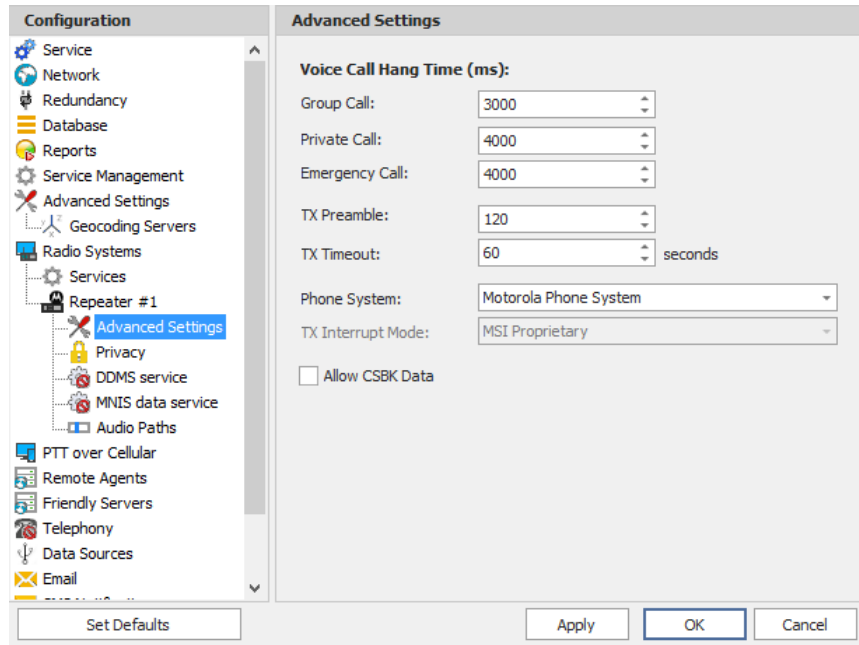 Configuration
Service
Network
Redundancy
Database
Reports
Service Management
Advanced Settings
Geocoding Servers
Radio Systems
Services
Repeater #1
Advanced Settings
Privacy
DDMS service
MNIS data service
Audio Paths
PTT over Cellular
Remote Agents
Friendly Servers
Telephony
Data Sources
Email
Set Defaults
Advanced Settings
Voice Call Hang Time (ms):
Group Call: 3000
Private Call: 4000
Emergency Call: 4000
TX Preamble: 120
TX Timeout: 60 seconds
Phone System: Motorola Phone System
TX Interrupt Mode: MSI Proprietary
Allow CSBK Data
Apply OK Cancel